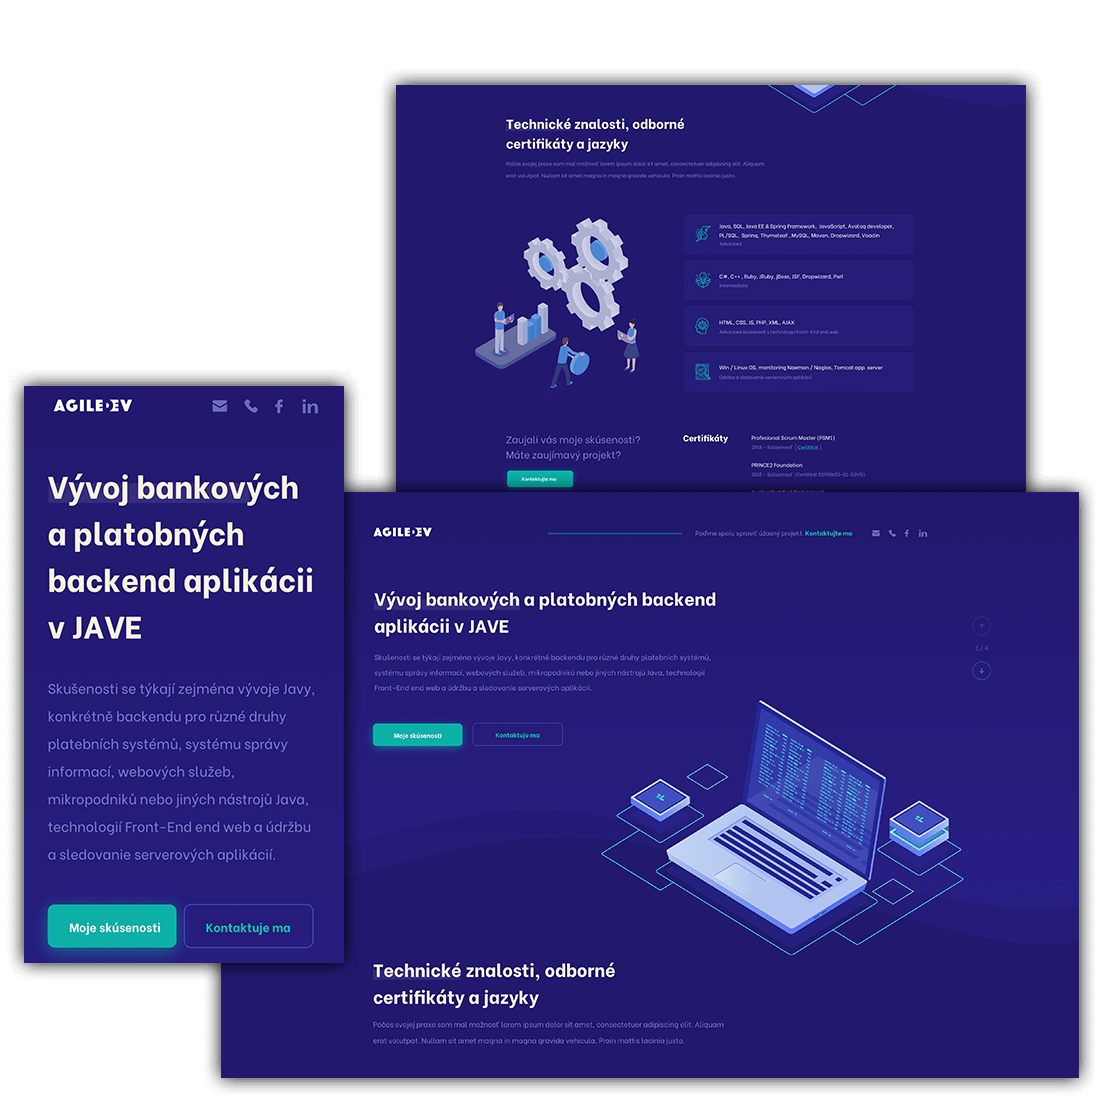 Technické znalosti, odborné
certifikáty a jazyky
Počas svojej praxe som mal možnosť lorem ipsum dolor sit amet, consectetuer adipiscing elit. Aliquam
erat volutpat. Nullam sit amet magna in magna gravida vehicula. Proin mattis lacinia justo.
Java, SQL, Java EE & Spring Framework, JavaScript, Avaloq developer,
PL/SQL, Spring, Thymeleaf , MySQL, Maven, Dropwizard, Vaadin
Advanced
C#, C++ , Ruby, JRuby, jBoss, JSF, Dropwizard, Perl
Intermediate
HTML, CSS, JS, PHP, XML, AJAX
Advanced skúsenosti s technológií Front-End end web
Win / Linux OS, monitoring Naemon / Nagios, Tomcat app. server
Údržba a sledovanie serverových aplikácií
Zaujali vás moje skúsenosti?
Máte zaujímavý projekt?
Kontaktujte ma
Certifikáty
Profesional Scrum Master (PSM1)
2018 – Súčasnosť ( Certifikát )
PRINCE2 Foundation
AGILEDEV
Vývoj bankových
a platobných
backend aplikácii
v JAVE
Skušenosti se týkají zejména vývoje Javy,
konkrétně backendu pro různé druhy
platebních systémů, systému správy
informací, webových služeb,
mikropodniků nebo jiných nástrojů Java,
technologií Front-End end web a údržbu
a sledovanie serverových aplikácií.
Moje skúsenosti
Kontaktuje ma
AGILEDEV
Poďme spolu spraviť úžasný projekt. Kontaktujte ma
Vývoj bankových a platobných backend
aplikácii v JAVE
Skušenosti se týkají zejména vývoje Javy, konkrétně backendu pro různé druhy platebních systémů,
systému správy informací, webových služeb, mikropodniků nebo jiných nástrojů Java, technologií
Front-End end web a údržbu a sledovanie serverových aplikácií.
Moje skúsenosti
Kontaktuje ma
1 / 4
Technické znalosti, odborné
certifikáty a jazyky
Počas svojej praxe som mal možnosť lorem ipsum dolor sit amet, consectetuer adipiscing elit. Aliquam
erat volutpat. Nullam sit amet magna in magna gravida vehicula. Proin mattis lacinia justo.